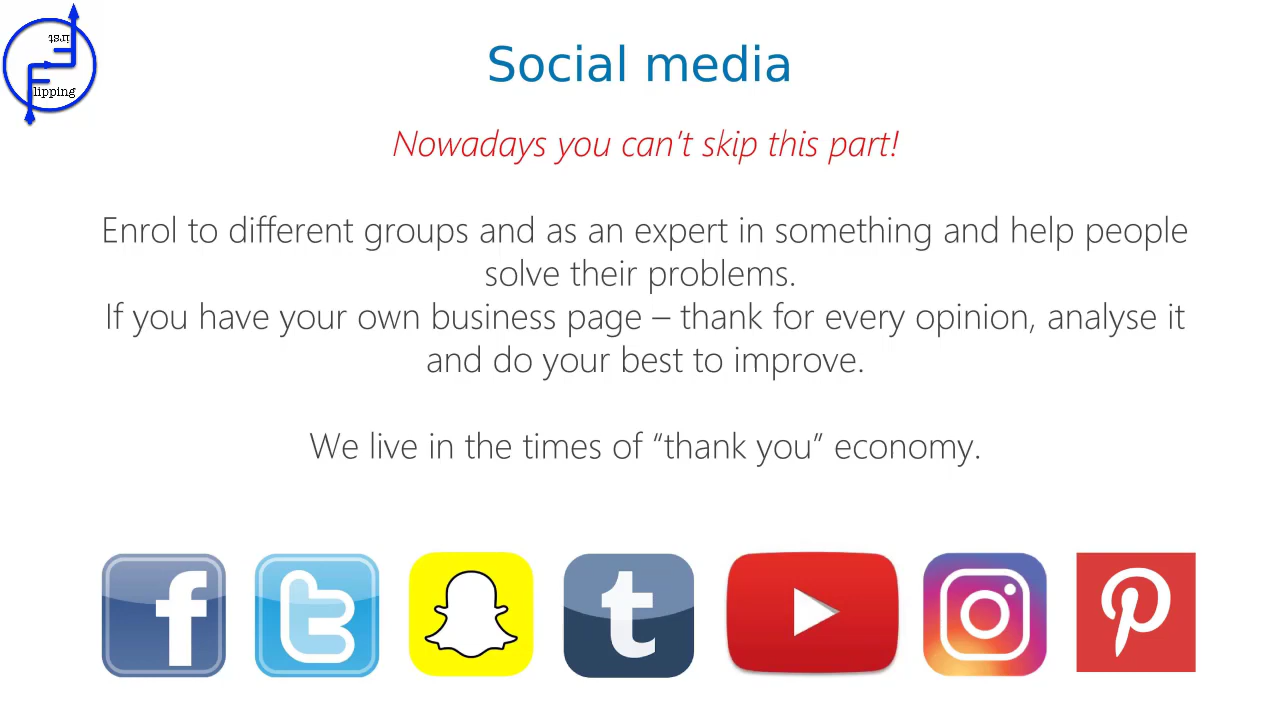 first
lipping
Social media
Nowadays you can't skip this part!
Enrol to different groups and as an expert in something and help people
solve their problems.
If you have your own business page – thank for every opinion, analyse it
and do your best to improve.
We live in the times of “thank you” economy.